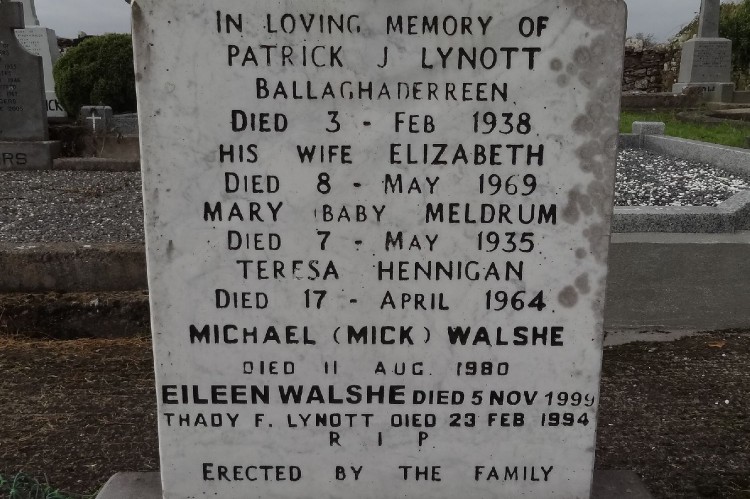 IN LOVING MEMORY OF
PATRICK J LYNOTT
BALLAGHADERREEN
DIED 3 - FEB 1938
HIS WIFE ELIZABETH
DIED 8 - MAY 1969
MARY (BABY MELDRUM
DIED 7 - MAY 1935
TERESA HENNIGAN
DIED 17 - APRIL 1964
MICHAEL (MICK) WALSHE
DIED 11 AUG. 1980
EILEEN WALSHE DIED 5 NOV 1999
THADY F. LYNOTT DIED 23 FEB 1994
R I P
ERECTED BY THE FAMILY